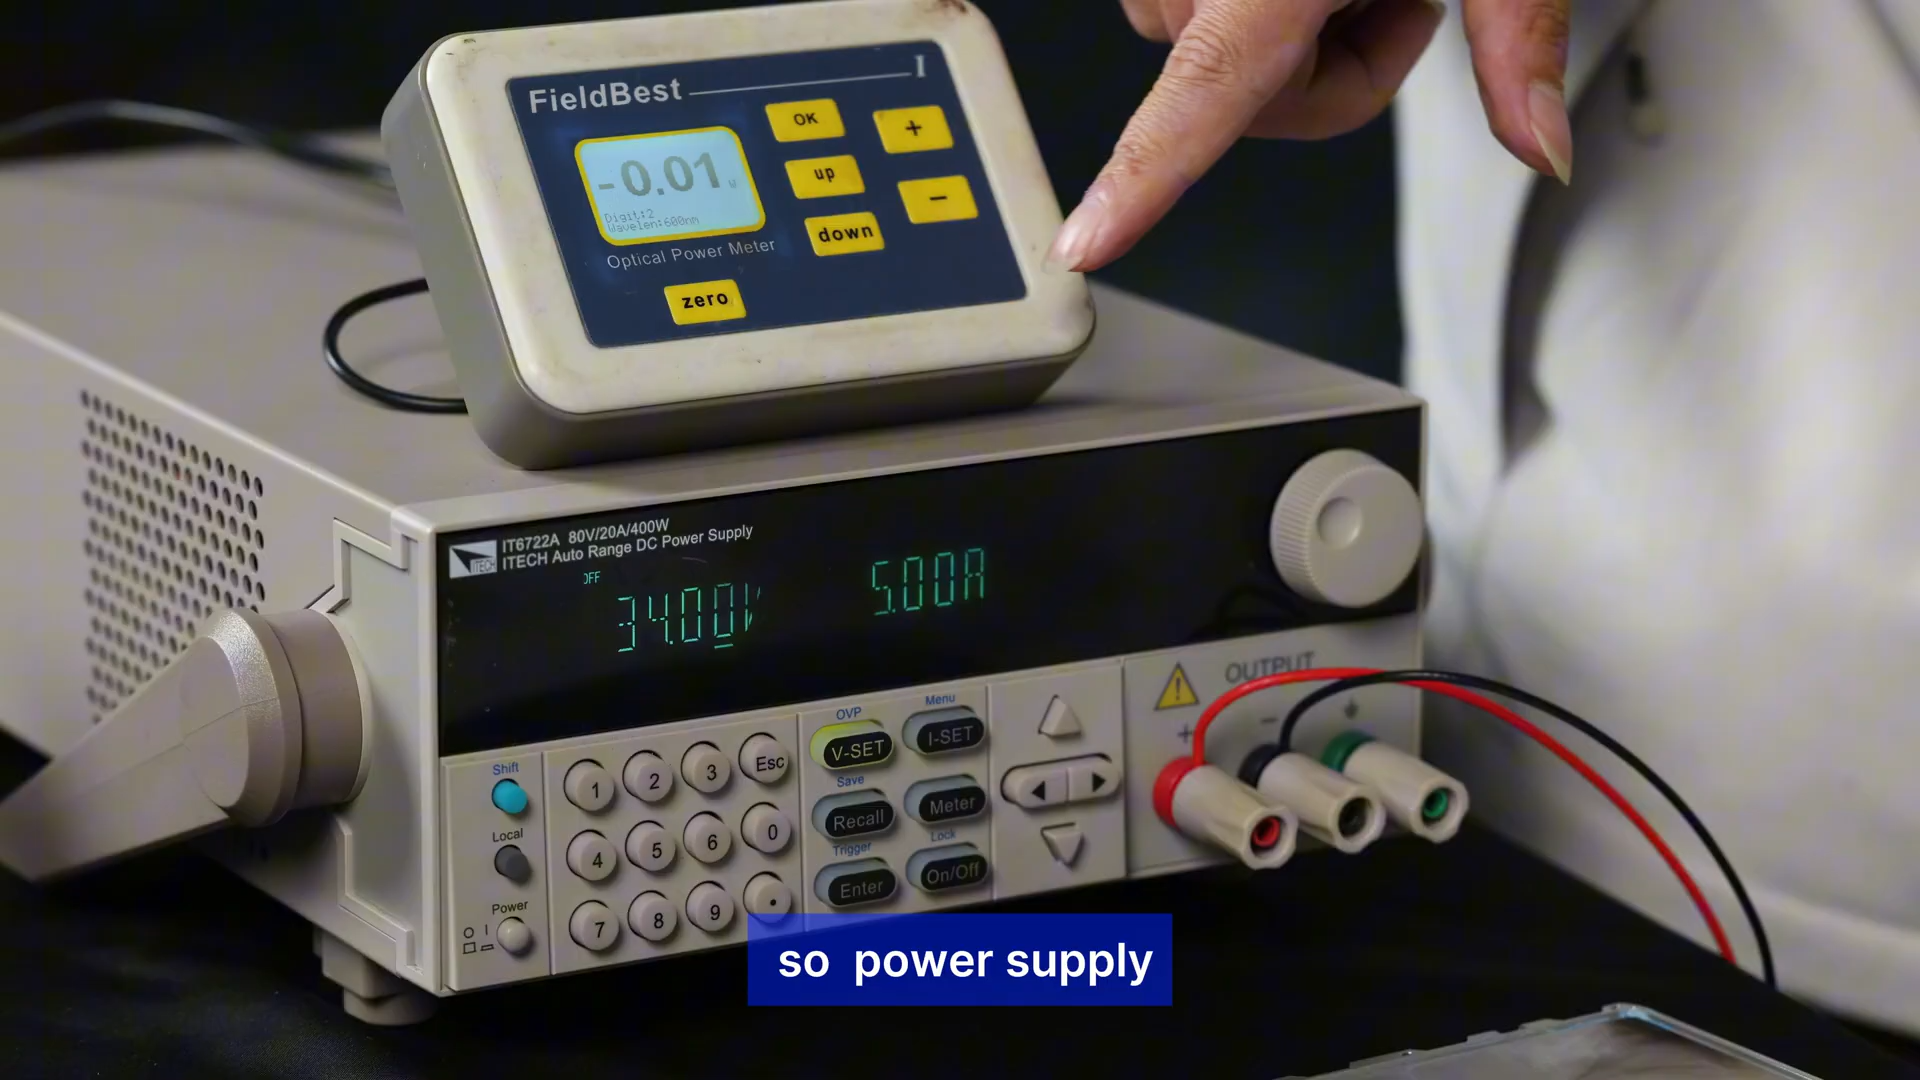 FieldBest
I
-0.01 W
Digit:2
Wavelen:600nm
Optical Power Meter
OK
up
down
+
−
zero
ITECH
IT6722A 80V/20A/400W
ITECH Auto Range DC Power Supply
OFF
34.00V
5.00A
Shift
Local
Power
1
2
3
Esc
4
5
6
0
7
8
9
.
OVP
V-SET
Menu
I-SET
Save
Recall
Meter
Trigger
Enter
Lock
On/Off
OUTPUT
+
−
so power supply